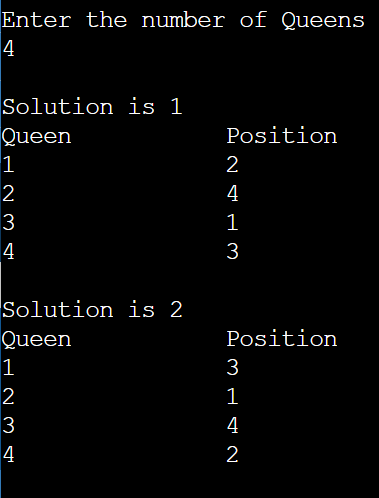 Enter the number of Queens
4
Solution is 1
Queen Position
1 2
2 4
3 1
4 3
Solution is 2
Queen Position
1 3
2 1
3 4
4 2